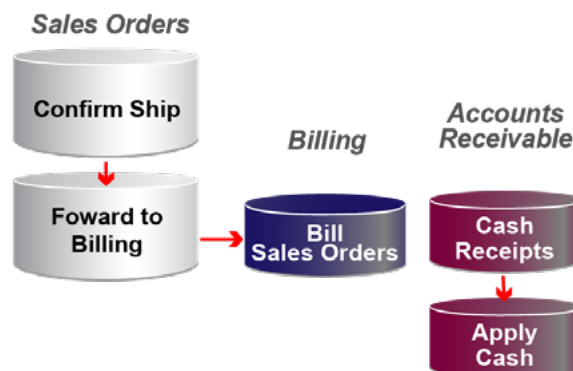 Sales Orders
Confirm Ship
Foward to
Billing
Billing
Bill
Sales Orders
Accounts
Receivable
Cash
Receipts
Apply
Cash